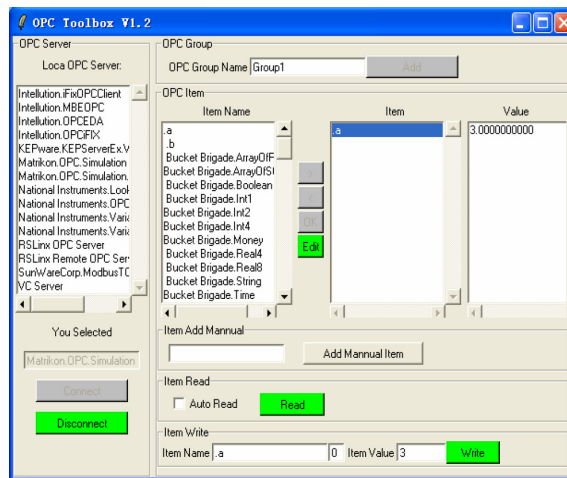 OPC Toolbox V1.2
OPC Server
Loca OPC Server:
Intellution.iFixOPCClient
Intellution.MBEOPC
Intellution.OPCEDA
Intellution.OPCiFIX
KEPware.KEPServerEx.V
Matrikon.OPC.Simulation
Matrikon.OPC.Simulation.
National Instruments.Look
National Instruments.OPC
National Instruments.Varia
National Instruments.Varia
RSLinx OPC Server
RSLinx Remote OPC Ser
SunWareCorp.ModbusTC
VC Server
You Selected
Matrikon.OPC.Simulation
Connect
Disconnect
OPC Group
OPC Group Name Group1 Add
OPC Item
Item Name
.a
.b
Bucket Brigade.ArrayOfF
Bucket Brigade.ArrayOfS
Bucket Brigade.Boolean
Bucket Brigade.Int1
Bucket Brigade.Int2
Bucket Brigade.Int4
Bucket Brigade.Money
Bucket Brigade.Real4
Bucket Brigade.Real8
Bucket Brigade.String
Bucket Brigade.Time
>
<
OK
Edit
Item
.a
Value
3.0000000000
Item Add Mannual
Add Mannual Item
Item Read
Auto Read Read
Item Write
Item Name .a 0 Item Value 3 Write